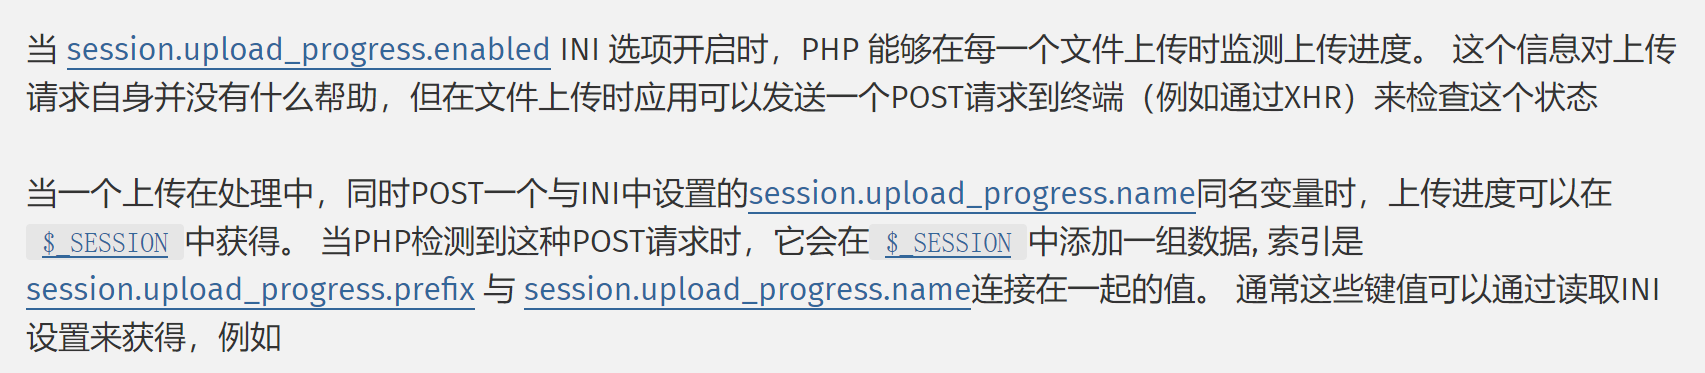 当 session.upload_progress.enabled INI 选项开启时，PHP 能够在每一个文件上传时监测上传进度。 这个信息对上传
请求自身并没有什么帮助，但在文件上传时应用可以发送一个POST请求到终端（例如通过XHR）来检查这个状态
当一个上传在处理中，同时POST一个与INI中设置的session.upload_progress.name同名变量时，上传进度可以在
$_SESSION 中获得。 当PHP检测到这种POST请求时，它会在 $_SESSION 中添加一组数据, 索引是
session.upload_progress.prefix 与 session.upload_progress.name连接在一起的值。 通常这些键值可以通过读取INI
设置来获得，例如